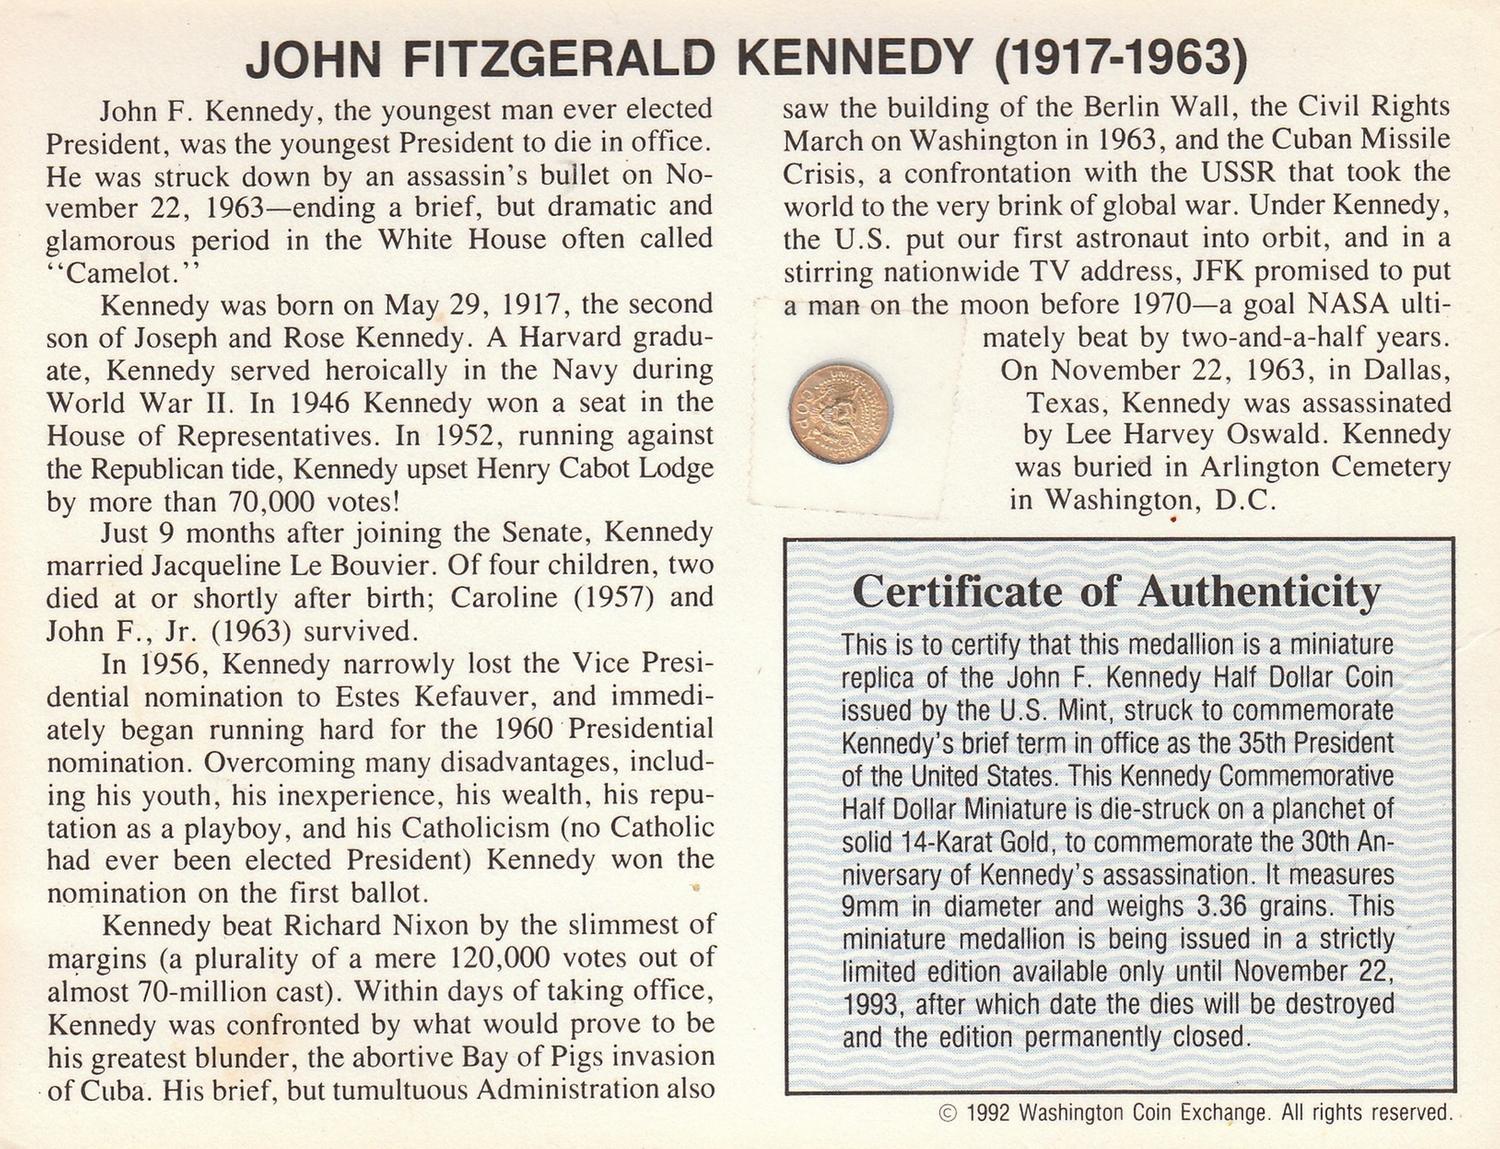 JOHN FITZGERALD KENNEDY (1917-1963)
John F. Kennedy, the youngest man ever elected
President, was the youngest President to die in office.
He was struck down by an assassin's bullet on No-
vember 22, 1963—ending a brief, but dramatic and
glamorous period in the White House often called
‘‘Camelot.’’
Kennedy was born on May 29, 1917, the second
son of Joseph and Rose Kennedy. A Harvard gradu-
ate, Kennedy served heroically in the Navy during
World War II. In 1946 Kennedy won a seat in the
House of Representatives. In 1952, running against
the Republican tide, Kennedy upset Henry Cabot Lodge
by more than 70,000 votes!
Just 9 months after joining the Senate, Kennedy
married Jacqueline Le Bouvier. Of four children, two
died at or shortly after birth; Caroline (1957) and
John F., Jr. (1963) survived.
In 1956, Kennedy narrowly lost the Vice Presi-
dential nomination to Estes Kefauver, and immedi-
ately began running hard for the 1960 Presidential
nomination. Overcoming many disadvantages, includ-
ing his youth, his inexperience, his wealth, his repu-
tation as a playboy, and his Catholicism (no Catholic
had ever been elected President) Kennedy won the
nomination on the first ballot.
Kennedy beat Richard Nixon by the slimmest of
margins (a plurality of a mere 120,000 votes out of
almost 70-million cast). Within days of taking office,
Kennedy was confronted by what would prove to be
his greatest blunder, the abortive Bay of Pigs invasion
of Cuba. His brief, but tumultuous Administration also
saw the building of the Berlin Wall, the Civil Rights
March on Washington in 1963, and the Cuban Missile
Crisis, a confrontation with the USSR that took the
world to the very brink of global war. Under Kennedy,
the U.S. put our first astronaut into orbit, and in a
stirring nationwide TV address, JFK promised to put
a man on the moon before 1970—a goal NASA ulti-
mately beat by two-and-a-half years.
On November 22, 1963, in Dallas,
Texas, Kennedy was assassinated
by Lee Harvey Oswald. Kennedy
was buried in Arlington Cemetery
in Washington, D.C.
UNITED
COPY
Certificate of Authenticity
This is to certify that this medallion is a miniature
replica of the John F. Kennedy Half Dollar Coin
issued by the U.S. Mint, struck to commemorate
Kennedy's brief term in office as the 35th President
of the United States. This Kennedy Commemorative
Half Dollar Miniature is die-struck on a planchet of
solid 14-Karat Gold, to commemorate the 30th An-
niversary of Kennedy's assassination. It measures
9mm in diameter and weighs 3.36 grains. This
miniature medallion is being issued in a strictly
limited edition available only until November 22,
1993, after which date the dies will be destroyed
and the edition permanently closed.
© 1992 Washington Coin Exchange. All rights reserved.